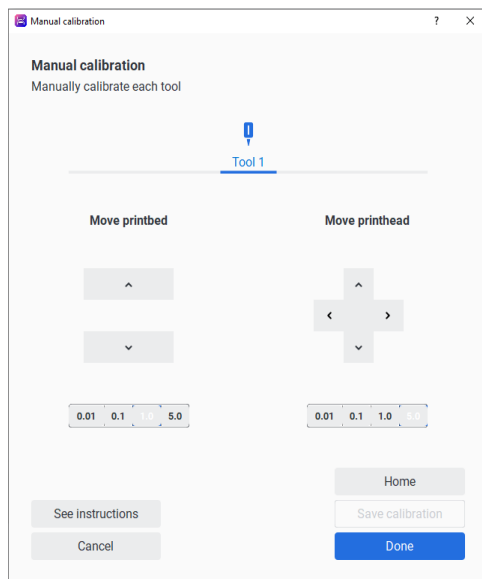 Manual calibration
?
Manual calibration
Manually calibrate each tool
Tool 1
Move printbed
Move printhead
0.01 0.1 1.0 5.0
0.01 0.1 1.0 5.0
Home
See instructions
Save calibration
Cancel
Done